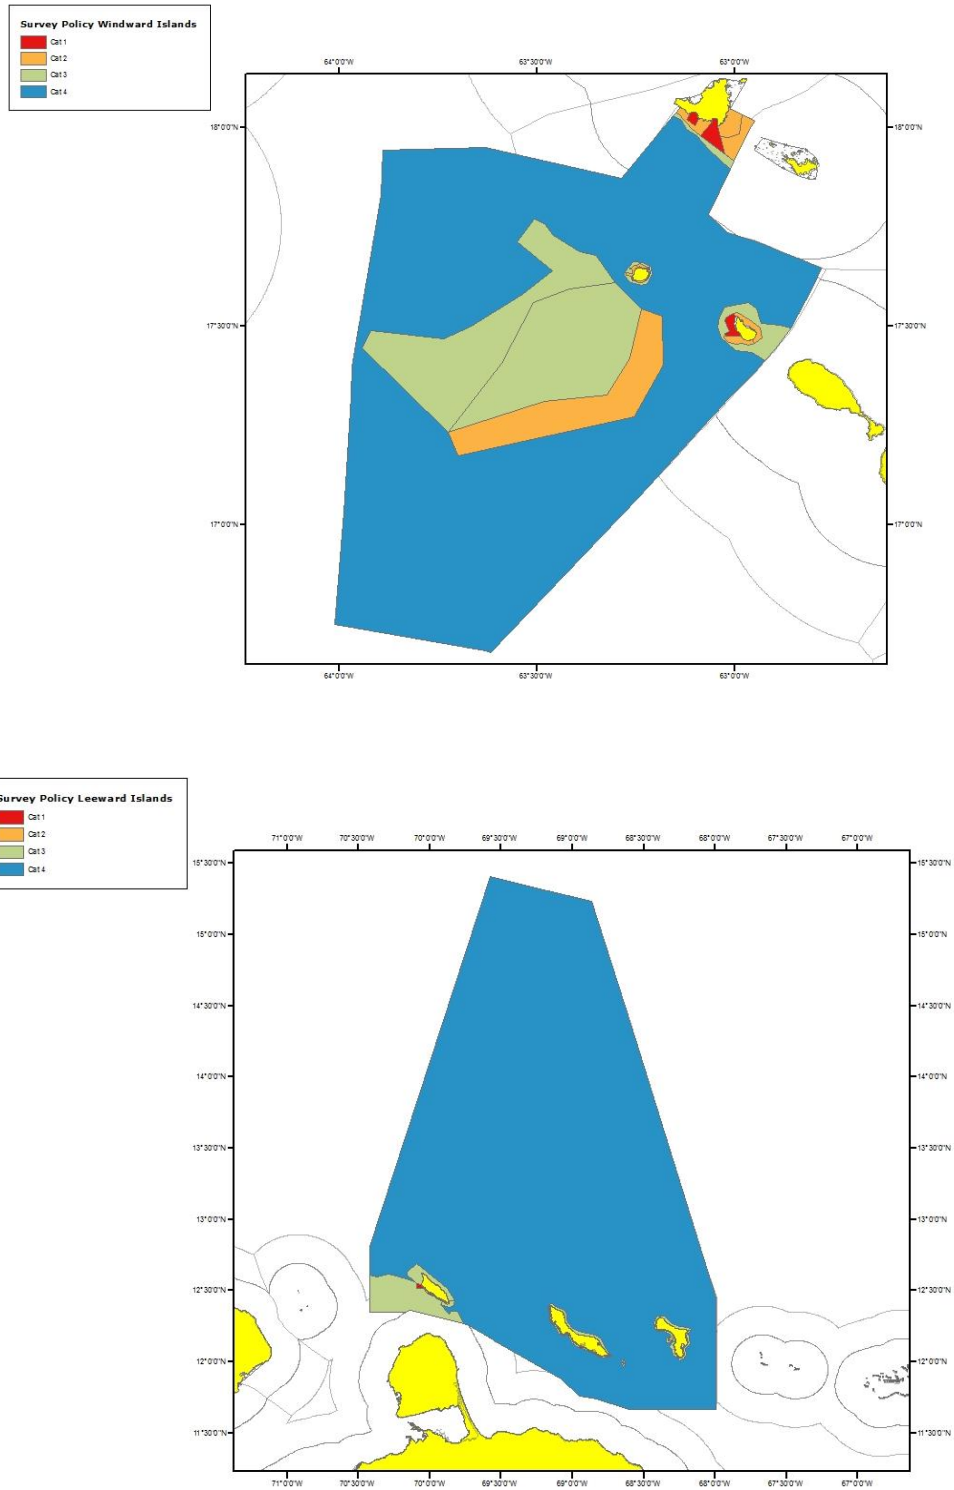 Survey Policy Windward Islands
Cat 1
Cat 2
Cat 3
Cat 4
64°0'0"W 63°30'0"W 63°0'0"W
18°0'0"N 18°0'0"N
17°30'0"N 17°30'0"N
17°0'0"N 17°0'0"N
64°0'0"W 63°30'0"W 63°0'0"W
Survey Policy Leeward Islands
Cat 1
Cat 2
Cat 3
Cat 4
71°0'0"W 70°30'0"W 70°0'0"W 69°30'0"W 69°0'0"W 68°30'0"W 68°0'0"W 67°30'0"W 67°0'0"W
15°30'0"N 15°30'0"N
15°0'0"N 15°0'0"N
14°30'0"N 14°30'0"N
14°0'0"N 14°0'0"N
13°30'0"N 13°30'0"N
13°0'0"N 13°0'0"N
12°30'0"N 12°30'0"N
12°0'0"N 12°0'0"N
11°30'0"N 11°30'0"N
71°0'0"W 70°30'0"W 70°0'0"W 69°30'0"W 69°0'0"W 68°30'0"W 68°0'0"W 67°30'0"W 67°0'0"W